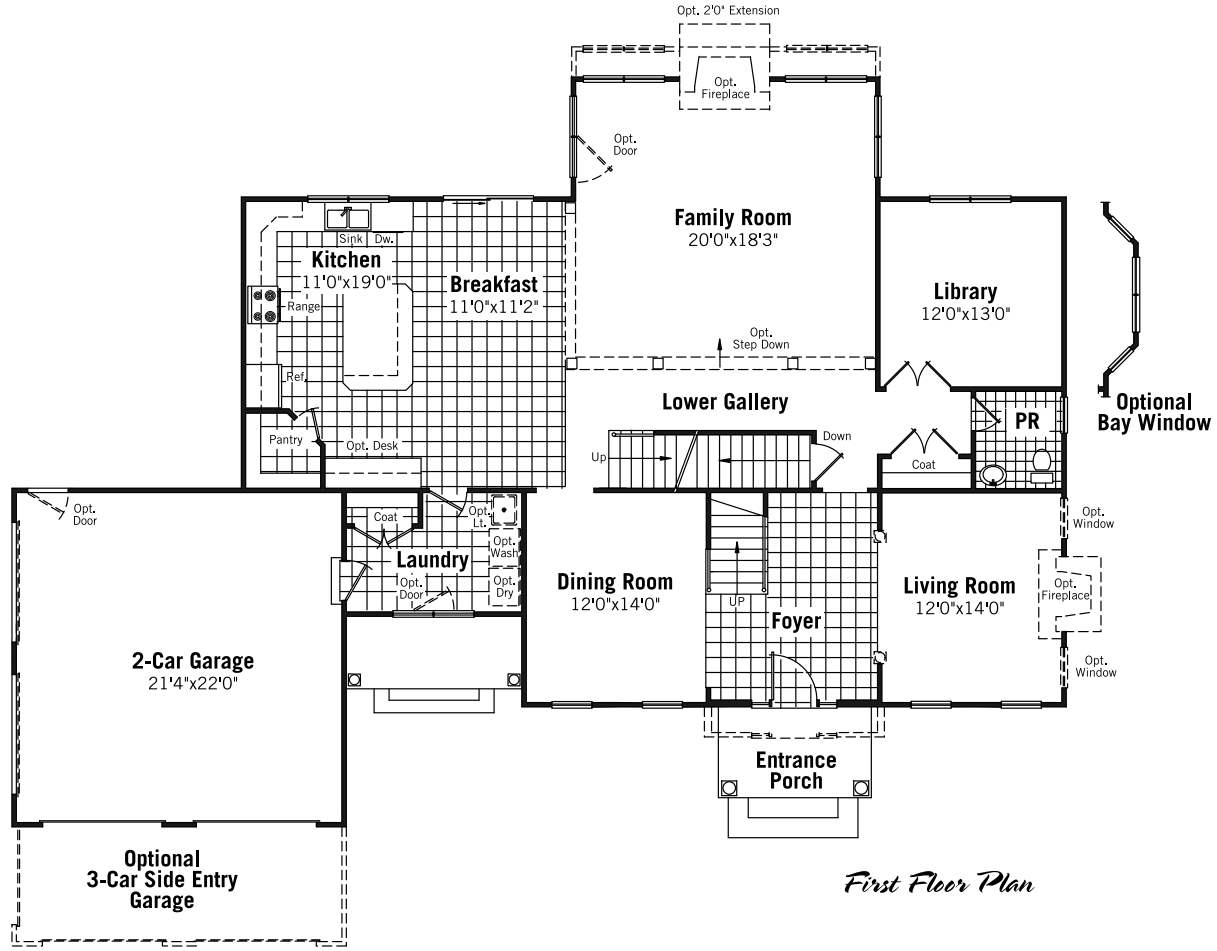 Opt. 2'0" Extension
Opt.
Fireplace
Opt.
Door
Family Room
20'0"x18'3"
Sink Dw.
Kitchen
11'0"x19'0"
Breakfast
11'0"x11'2"
Range
Library
12'0"x13'0"
Opt.
Step Down
Ref.
Lower Gallery
PR
Optional
Bay Window
Pantry
Opt. Desk
Up
Down
Coat
Opt.
Door
Coat
Opt.
Lt.
Opt.
Wash
Laundry
Opt.
Door
Opt.
Dry
Dining Room
12'0"x14'0"
UP
Foyer
Living Room
12'0"x14'0"
Opt.
Window
Opt.
Fireplace
Opt.
Window
2-Car Garage
21'4"x22'0"
Entrance
Porch
Optional
3-Car Side Entry
Garage
First Floor Plan